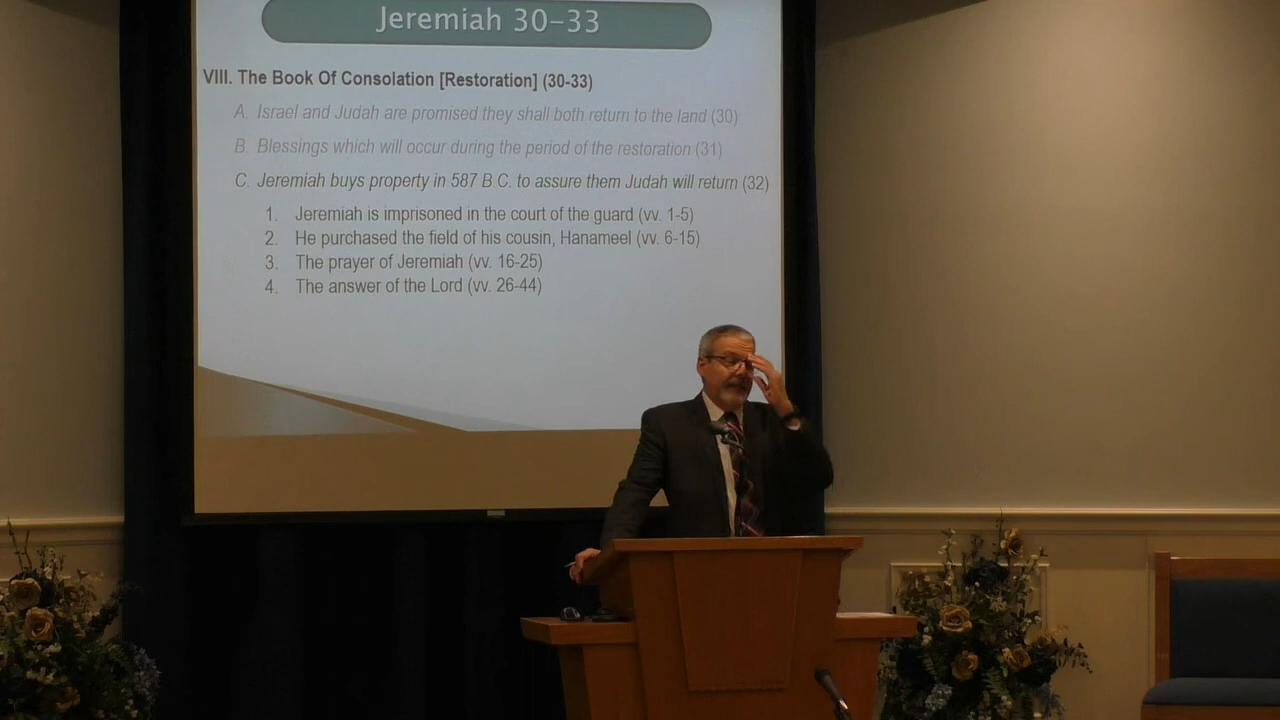 Jeremiah 30-33
VIII. The Book Of Consolation [Restoration] (30-33)
A. Israel and Judah are promised they shall both return to the land (30)
B. Blessings which will occur during the period of the restoration (31)
C. Jeremiah buys property in 587 B.C. to assure them Judah will return (32)
1. Jeremiah is imprisoned in the court of the guard (vv. 1-5)
2. He purchased the field of his cousin, Hanameel (vv. 6-15)
3. The prayer of Jeremiah (vv. 16-25)
4. The answer of the Lord (vv. 26-44)